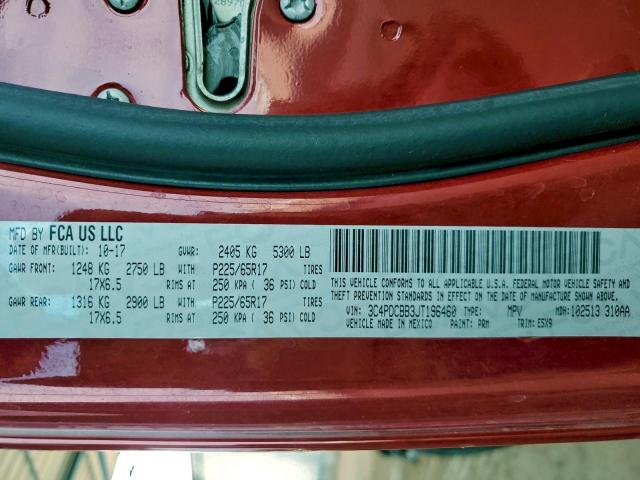 MFD BY FCA US LLC
DATE OF MFR(BUILT): 10-17 GVWR: 2405 KG 5300 LB
GAWR FRONT: 1248 KG 2750 LB WITH P225/65R17 TIRES
17X6.5 RIMS AT 250 KPA ( 36 PSI) COLD
GAWR REAR: 1316 KG 2900 LB WITH P225/65R17 TIRES
17X6.5 RIMS AT 250 KPA ( 36 PSI) COLD
THIS VEHICLE CONFORMS TO ALL APPLICABLE U.S.A. FEDERAL MOTOR VEHICLE SAFETY AND
THEFT PREVENTION STANDARDS IN EFFECT ON THE DATE OF MANUFACTURE SHOWN ABOVE.
VIN: 3C4PDCBB3JT196460 TYPE: MPV MDH: 102513 310AA
VEHICLE MADE IN MEXICO PAINT: PRM TRIM: E5X9